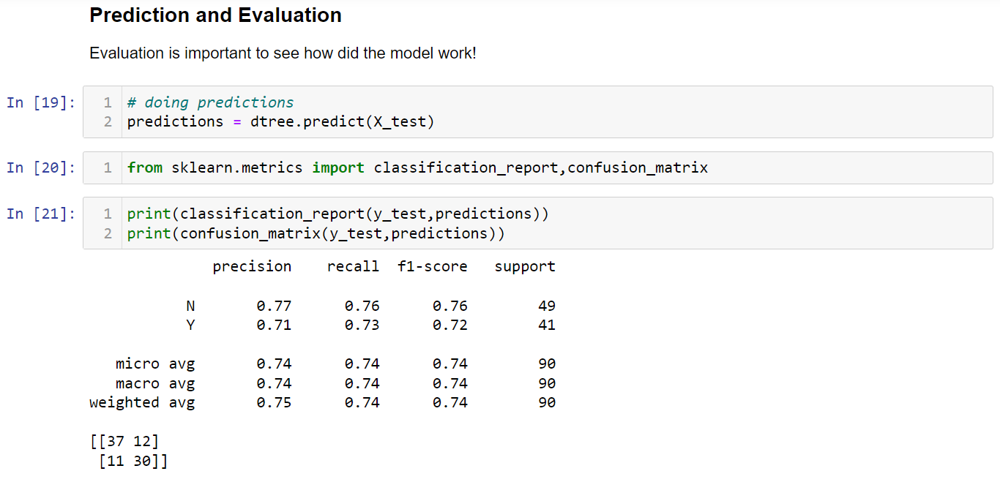 Prediction and Evaluation
Evaluation is important to see how did the model work!
In [19]:
1 # doing predictions
2 predictions = dtree.predict(X_test)
In [20]:
1 from sklearn.metrics import classification_report,confusion_matrix
In [21]:
1 print(classification_report(y_test,predictions))
2 print(confusion_matrix(y_test,predictions))
precision recall f1-score support
N 0.77 0.76 0.76 49
Y 0.71 0.73 0.72 41
micro avg 0.74 0.74 0.74 90
macro avg 0.74 0.74 0.74 90
weighted avg 0.75 0.74 0.74 90
[[37 12]
[11 30]]